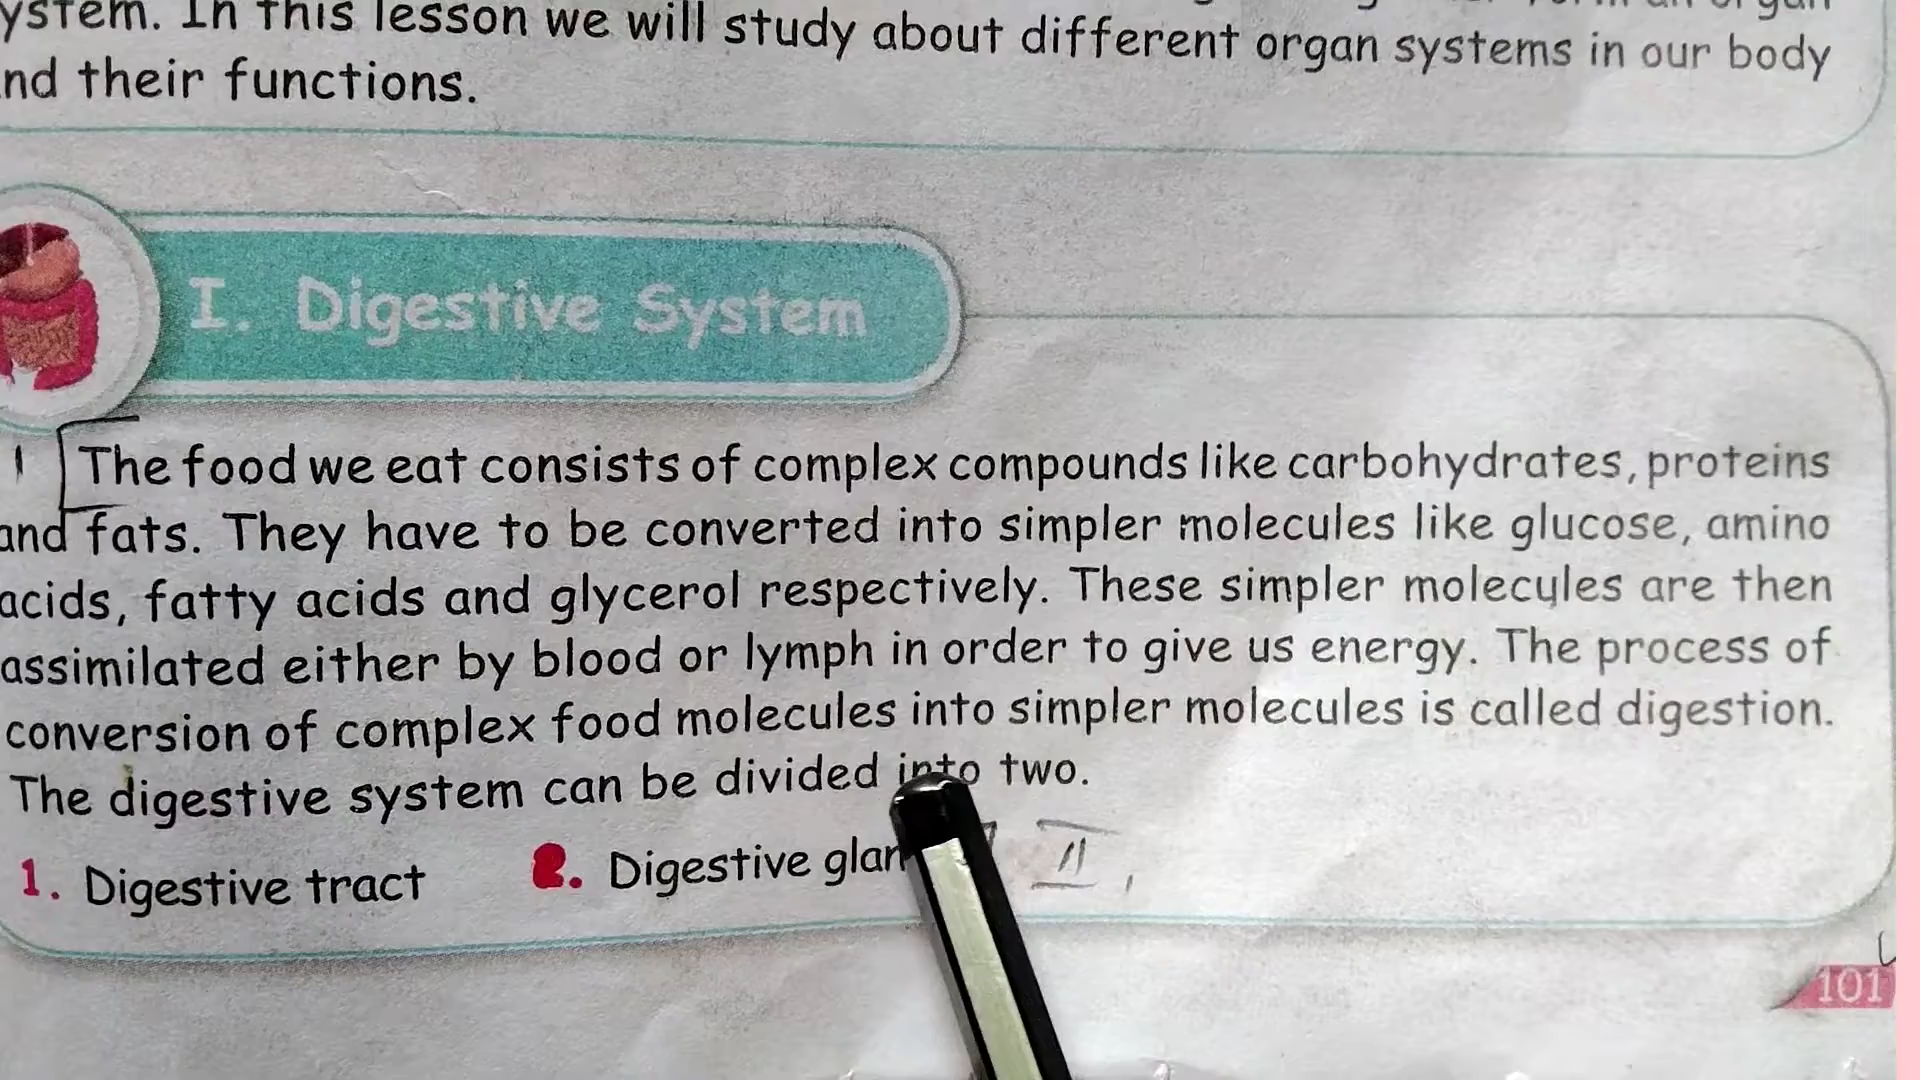 ystem. In this lesson we will study about different organ systems in our body
nd their functions.
I. Digestive System
The food we eat consists of complex compounds like carbohydrates, proteins
and fats. They have to be converted into simpler molecules like glucose, amino
acids, fatty acids and glycerol respectively. These simpler molecules are then
assimilated either by blood or lymph in order to give us energy. The process of
conversion of complex food molecules into simpler molecules is called digestion.
The digestive system can be divided into two.
1. Digestive tract 2. Digestive glan
II
101